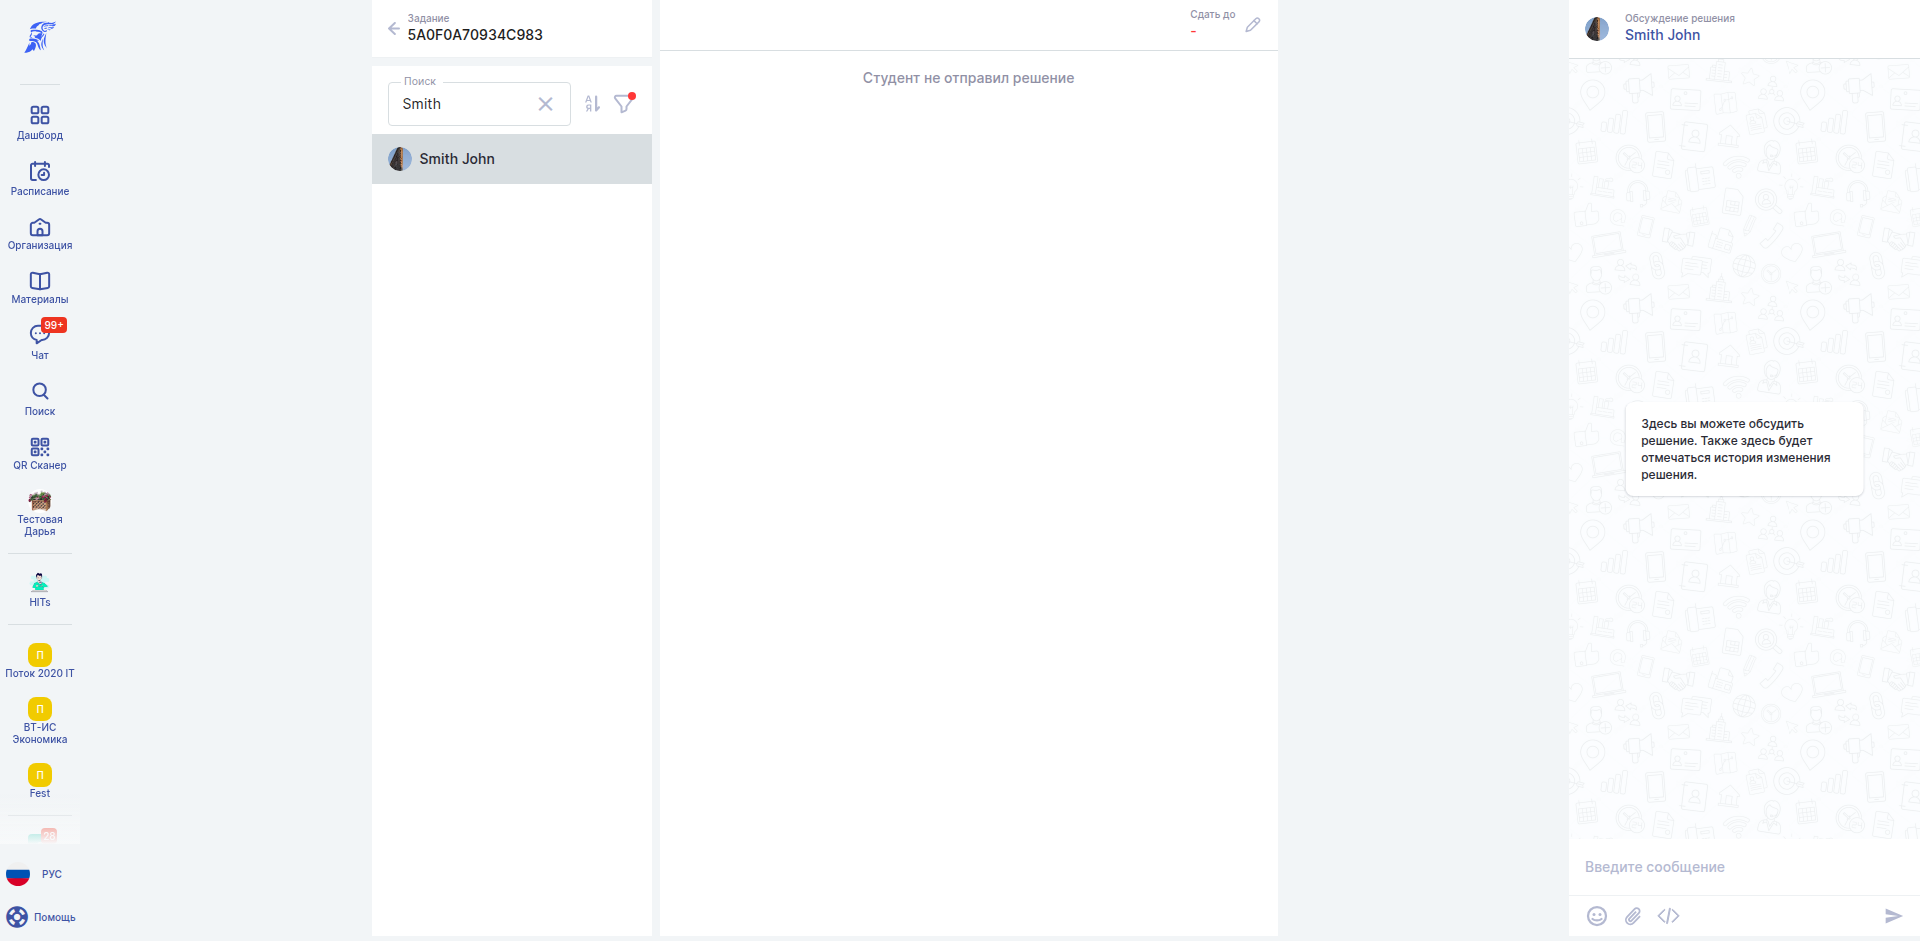 Дашборд
Расписание
Организация
Материалы
99+
Чат
Поиск
QR Сканер
Тестовая
Дарья
HITs
П
Поток 2020 IT
П
ВТ-ИС
Экономика
П
Fest
28
РУС
Помощь
Задание
5A0F0A70934C983
Поиск
Smith
А
Я
Smith John
Сдать до
-
Студент не отправил решение
Обсуждение решения
Smith John
Здесь вы можете обсудить
решение. Также здесь будет
отмечаться история изменения
решения.
Введите сообщение